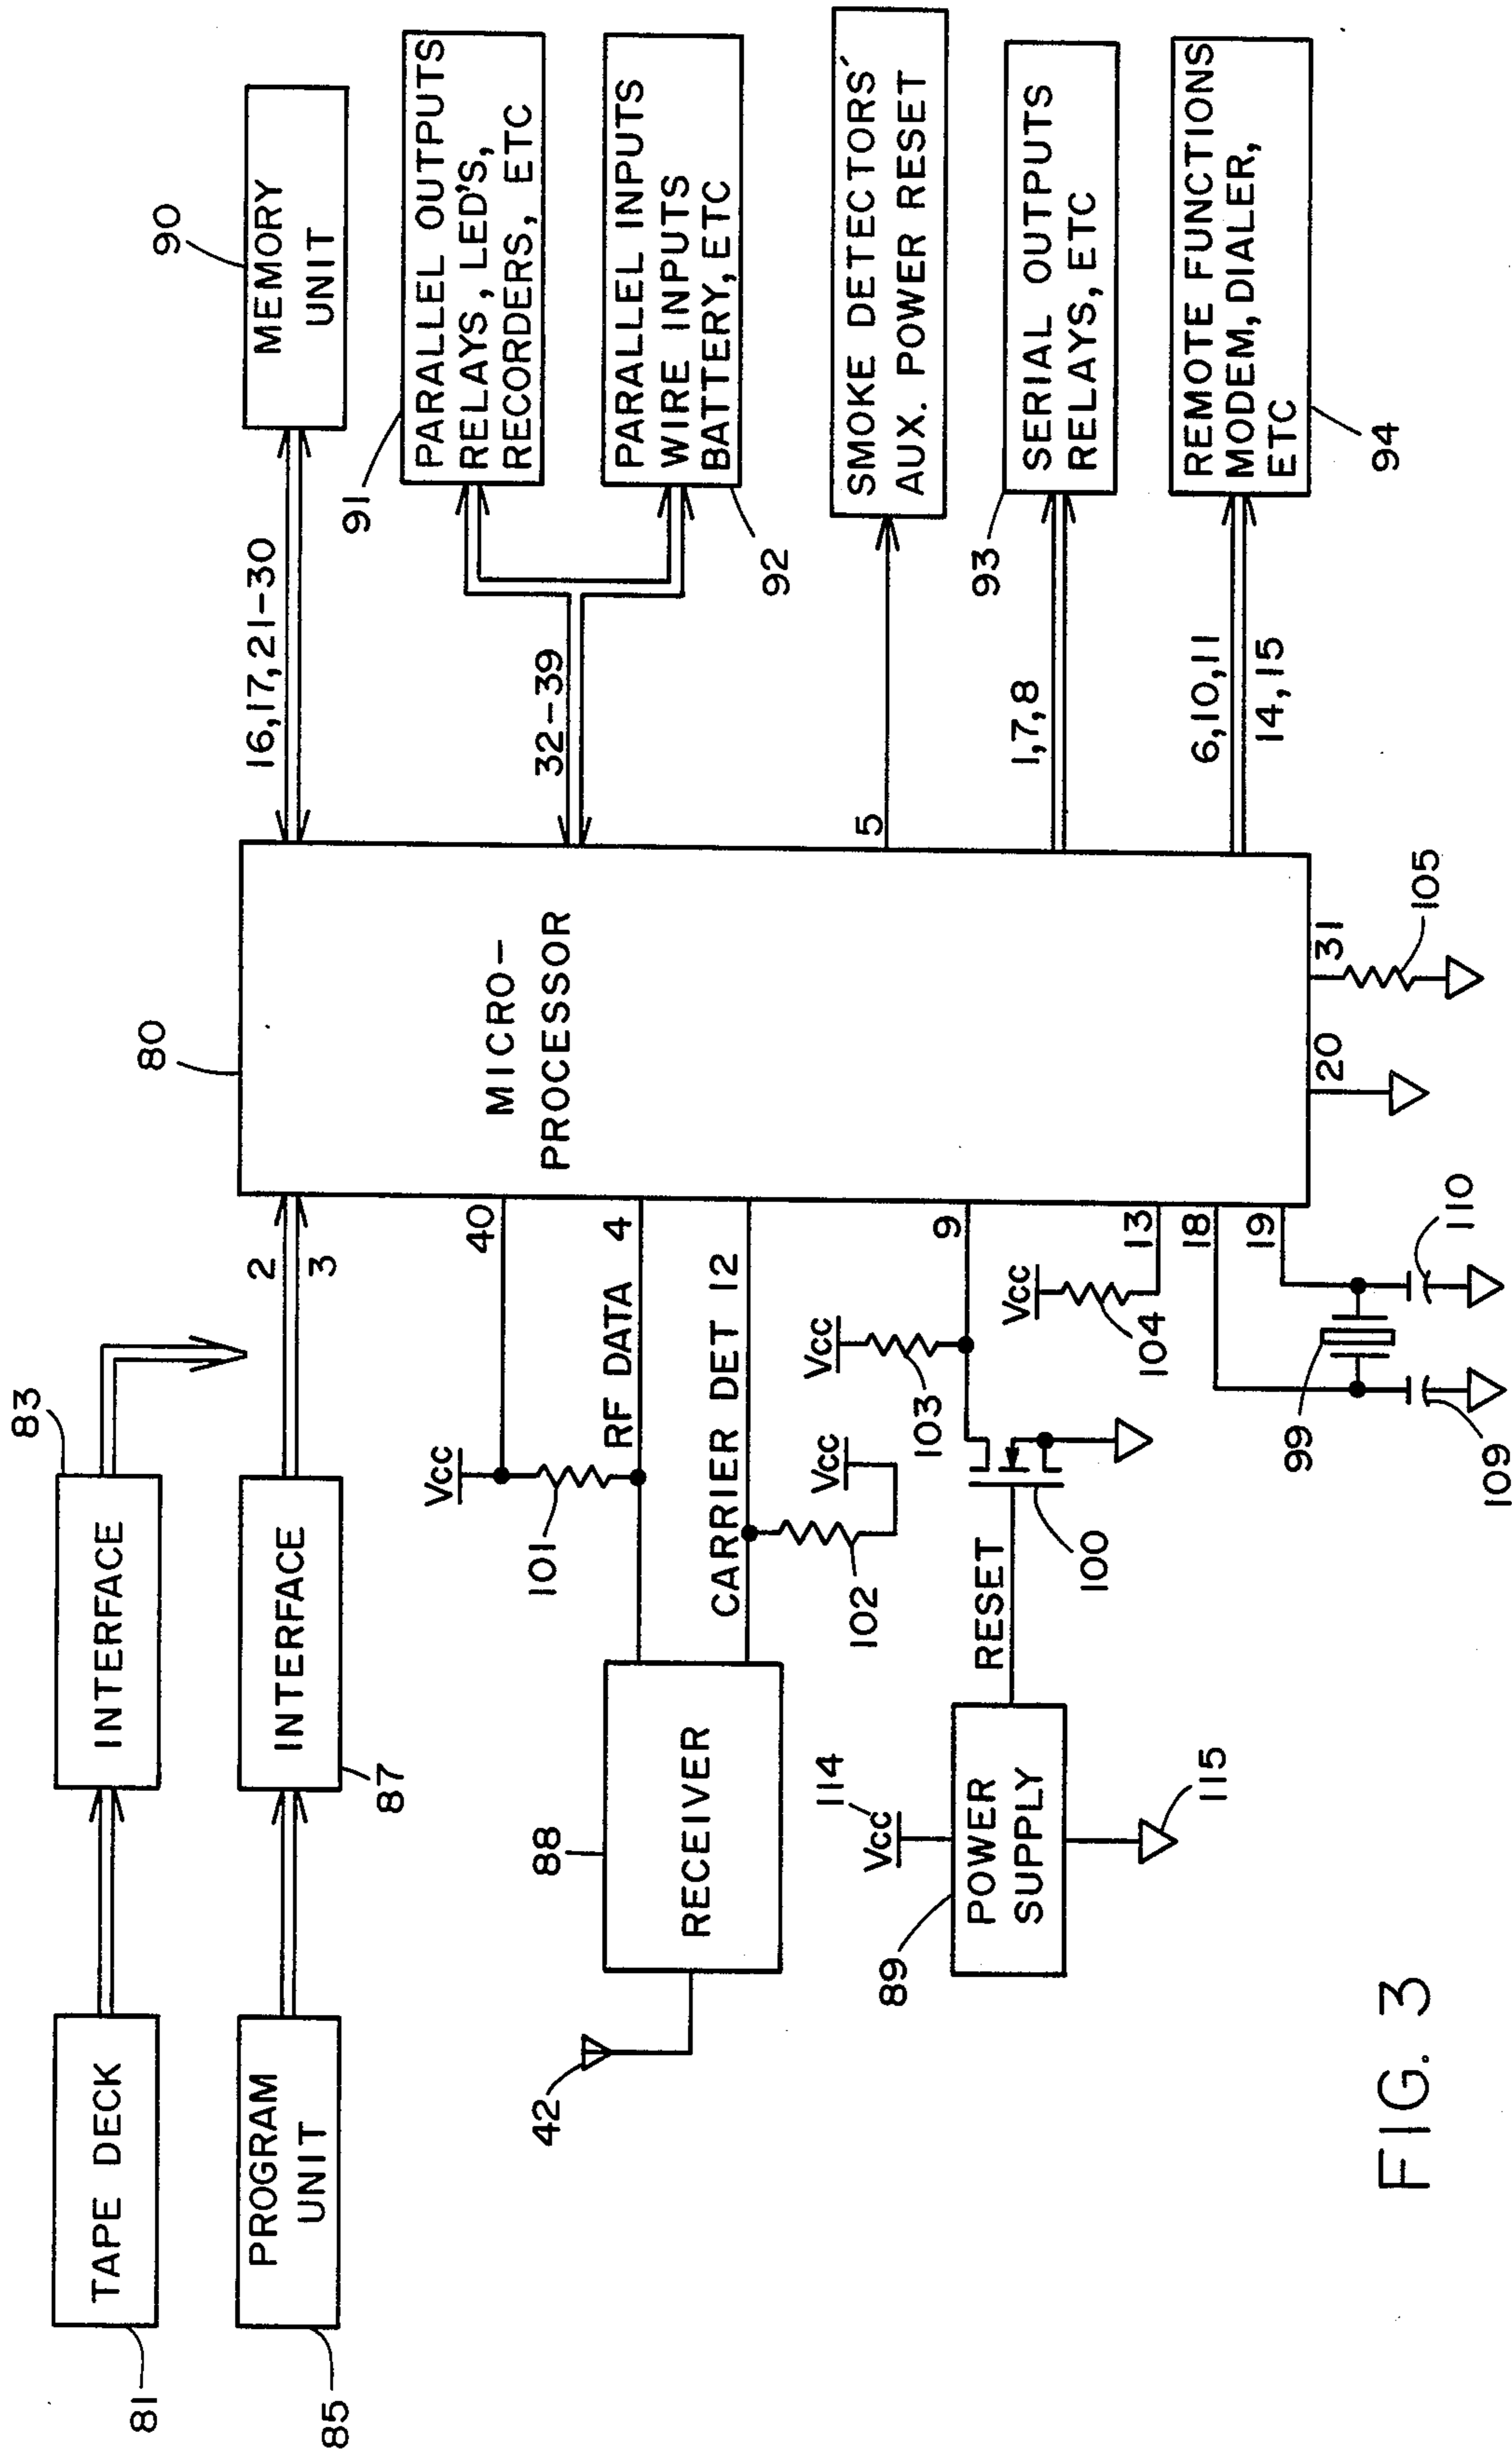 81
TAPE DECK
83
INTERFACE
85
PROGRAM
UNIT
INTERFACE
87
2
3
80
MICRO-
PROCESSOR
16,17,21-30
90
MEMORY
UNIT
91
PARALLEL OUTPUTS
RELAYS, LED'S,
RECORDERS, ETC
32-39
92
PARALLEL INPUTS
WIRE INPUTS
BATTERY, ETC
5
SMOKE DETECTORS'
AUX. POWER RESET
1,7,8
93
SERIAL OUTPUTS
RELAYS, ETC
6,10,11
14,15
94
REMOTE FUNCTIONS
MODEM, DIALER,
ETC
42
88
RECEIVER
Vcc
101
40
RF DATA 4
CARRIER DET 12
102
Vcc
Vcc
103
9
89
Vcc
114
POWER
SUPPLY
115
RESET
100
Vcc
104
13
18
19
99
109
110
20
31
105
FIG. 3